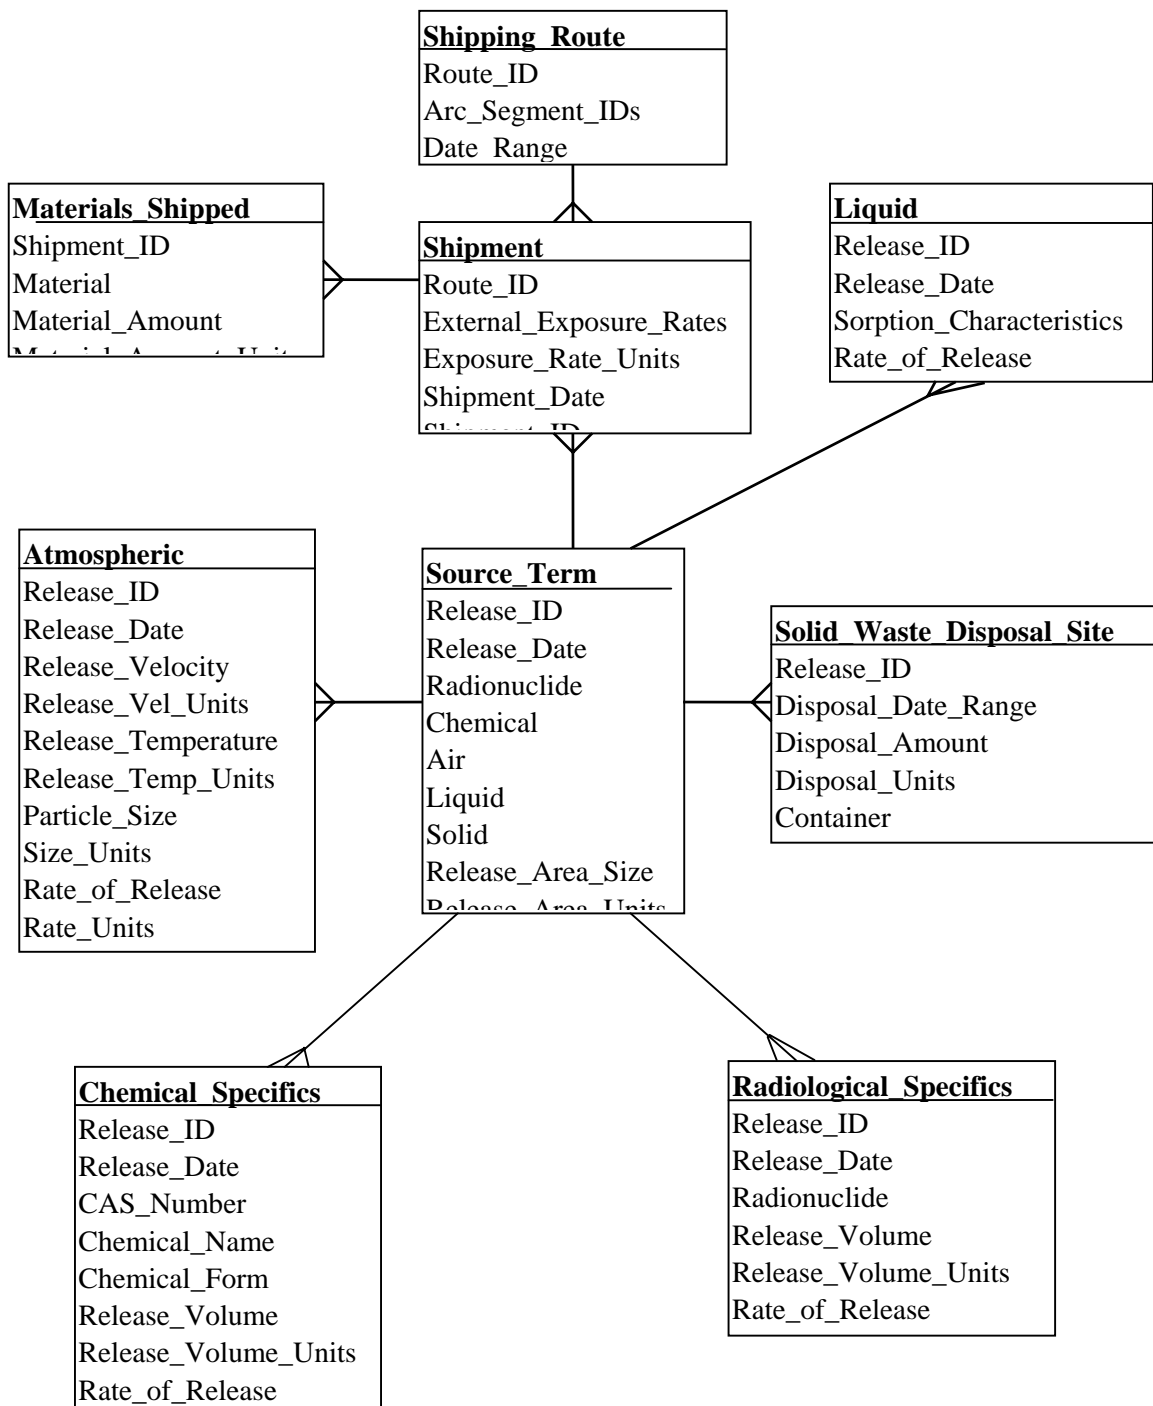 Shipping_Route
Route_ID
Arc_Segment_IDs
Date_Range
Materials_Shipped
Shipment_ID
Material
Material_Amount
Material_Amount_Units
Shipment
Route_ID
External_Exposure_Rates
Exposure_Rate_Units
Shipment_Date
Shipment_ID
Liquid
Release_ID
Release_Date
Sorption_Characteristics
Rate_of_Release
Atmospheric
Release_ID
Release_Date
Release_Velocity
Release_Vel_Units
Release_Temperature
Release_Temp_Units
Particle_Size
Size_Units
Rate_of_Release
Rate_Units
Source_Term
Release_ID
Release_Date
Radionuclide
Chemical
Air
Liquid
Solid
Release_Area_Size
Release_Area_Units
Solid_Waste_Disposal_Site
Release_ID
Disposal_Date_Range
Disposal_Amount
Disposal_Units
Container
Chemical_Specifics
Release_ID
Release_Date
CAS_Number
Chemical_Name
Chemical_Form
Release_Volume
Release_Volume_Units
Rate_of_Release
Radiological_Specifics
Release_ID
Release_Date
Radionuclide
Release_Volume
Release_Volume_Units
Rate_of_Release